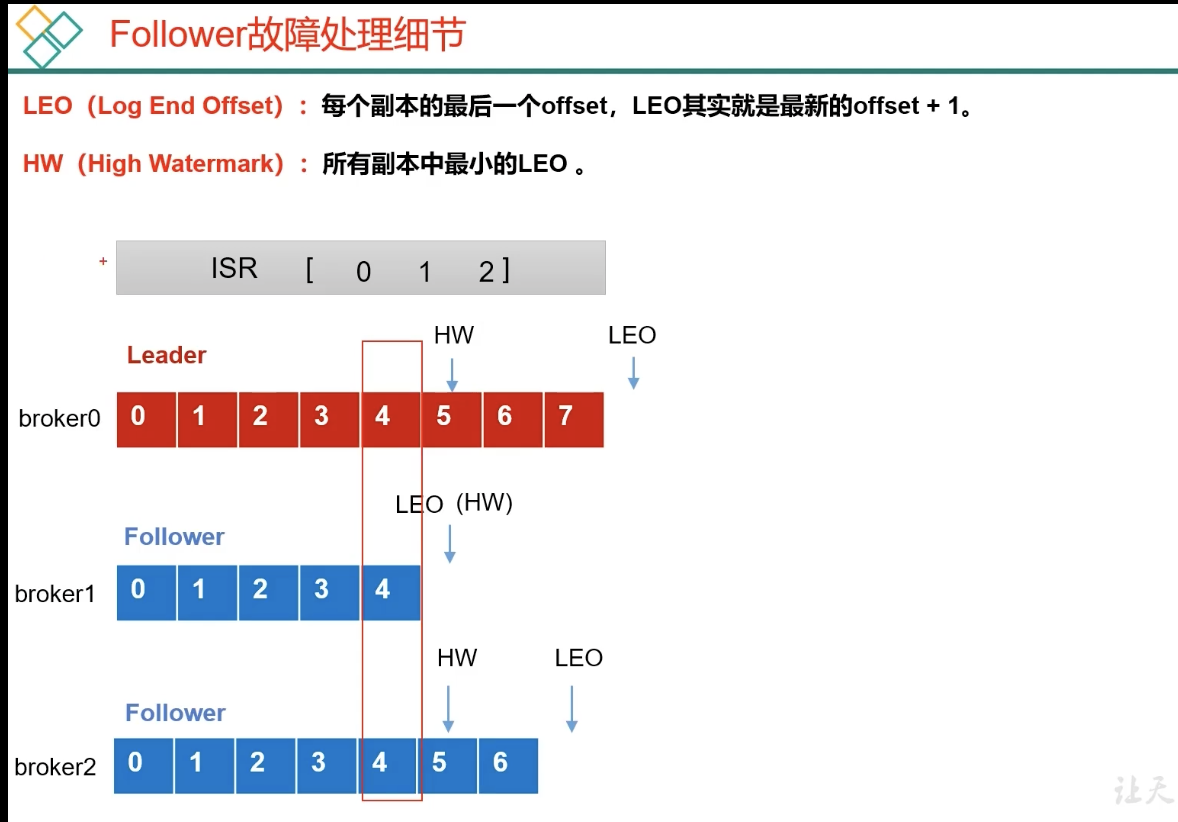 Follower故障处理细节
LEO（Log End Offset）：每个副本的最后一个offset，LEO其实就是最新的offset + 1。
HW（High Watermark）：所有副本中最小的LEO 。
+
ISR [ 0 1 2 ]
HW LEO
Leader
broker0 0 1 2 3 4 5 6 7
LEO (HW)
Follower
broker1 0 1 2 3 4
HW LEO
Follower
broker2 0 1 2 3 4 5 6
让天